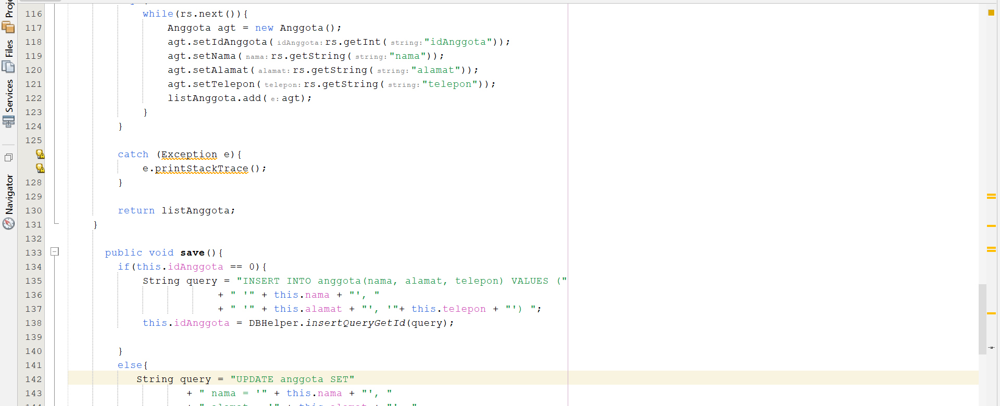 Proje
Files
Services
Navigator
116 while(rs.next()){
117 Anggota agt = new Anggota();
118 agt.setIdAnggota( idAnggota: rs.getInt( string: "idAnggota"));
119 agt.setNama( nama: rs.getString( string: "nama"));
120 agt.setAlamat( alamat: rs.getString( string: "alamat"));
121 agt.setTelepon( telepon: rs.getString( string: "telepon"));
122 listAnggota.add( e: agt);
123 }
124 }
125
catch (Exception e){
e.printStackTrace();
128 }
129
130 return listAnggota;
131 }
132
133 public void save(){
134 if(this.idAnggota == 0){
135 String query = "INSERT INTO anggota(nama, alamat, telepon) VALUES ("
136 + " '" + this.nama + "', "
137 + " '" + this.alamat + "', '"+ this.telepon + "') ";
138 this.idAnggota = DBHelper.insertQueryGetId(query);
139
140 }
141 else{
142 String query = "UPDATE anggota SET"
143 + " nama = '" + this.nama + "', "